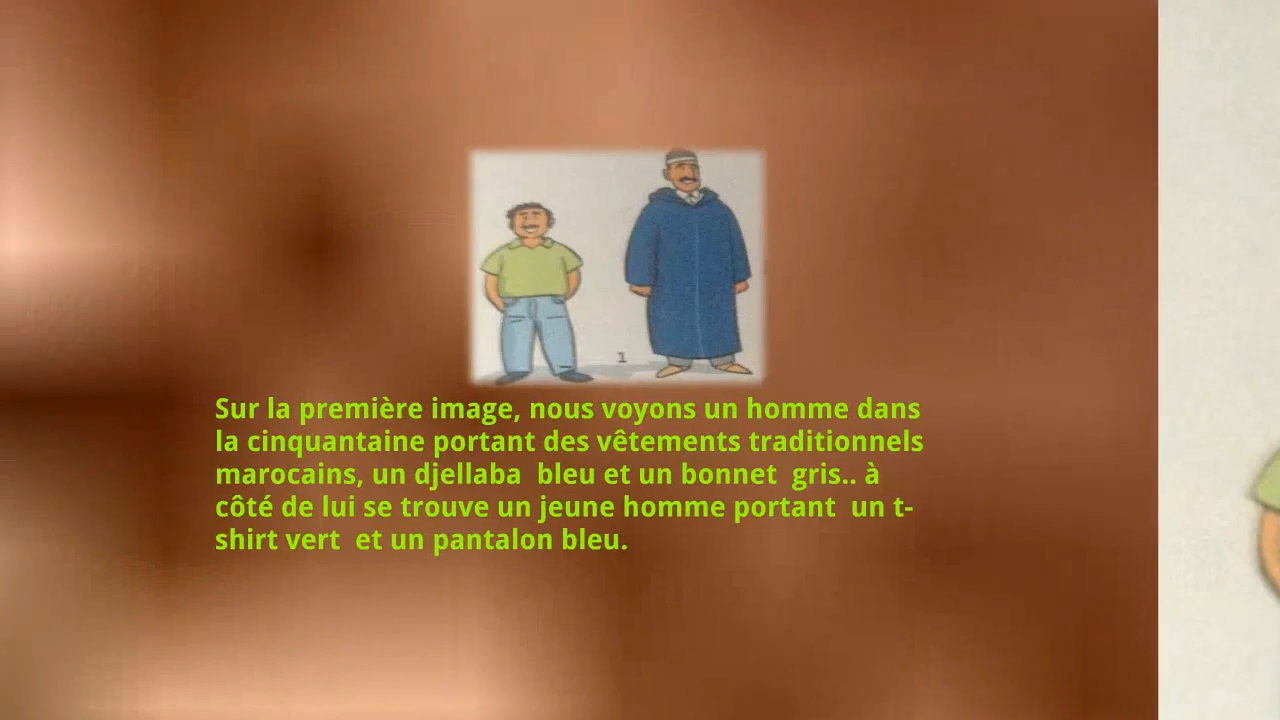 1
Sur la première image, nous voyons un homme dans
la cinquantaine portant des vêtements traditionnels
marocains, un djellaba  bleu et un bonnet  gris.. à
côté de lui se trouve un jeune homme portant  un t-
shirt vert  et un pantalon bleu.